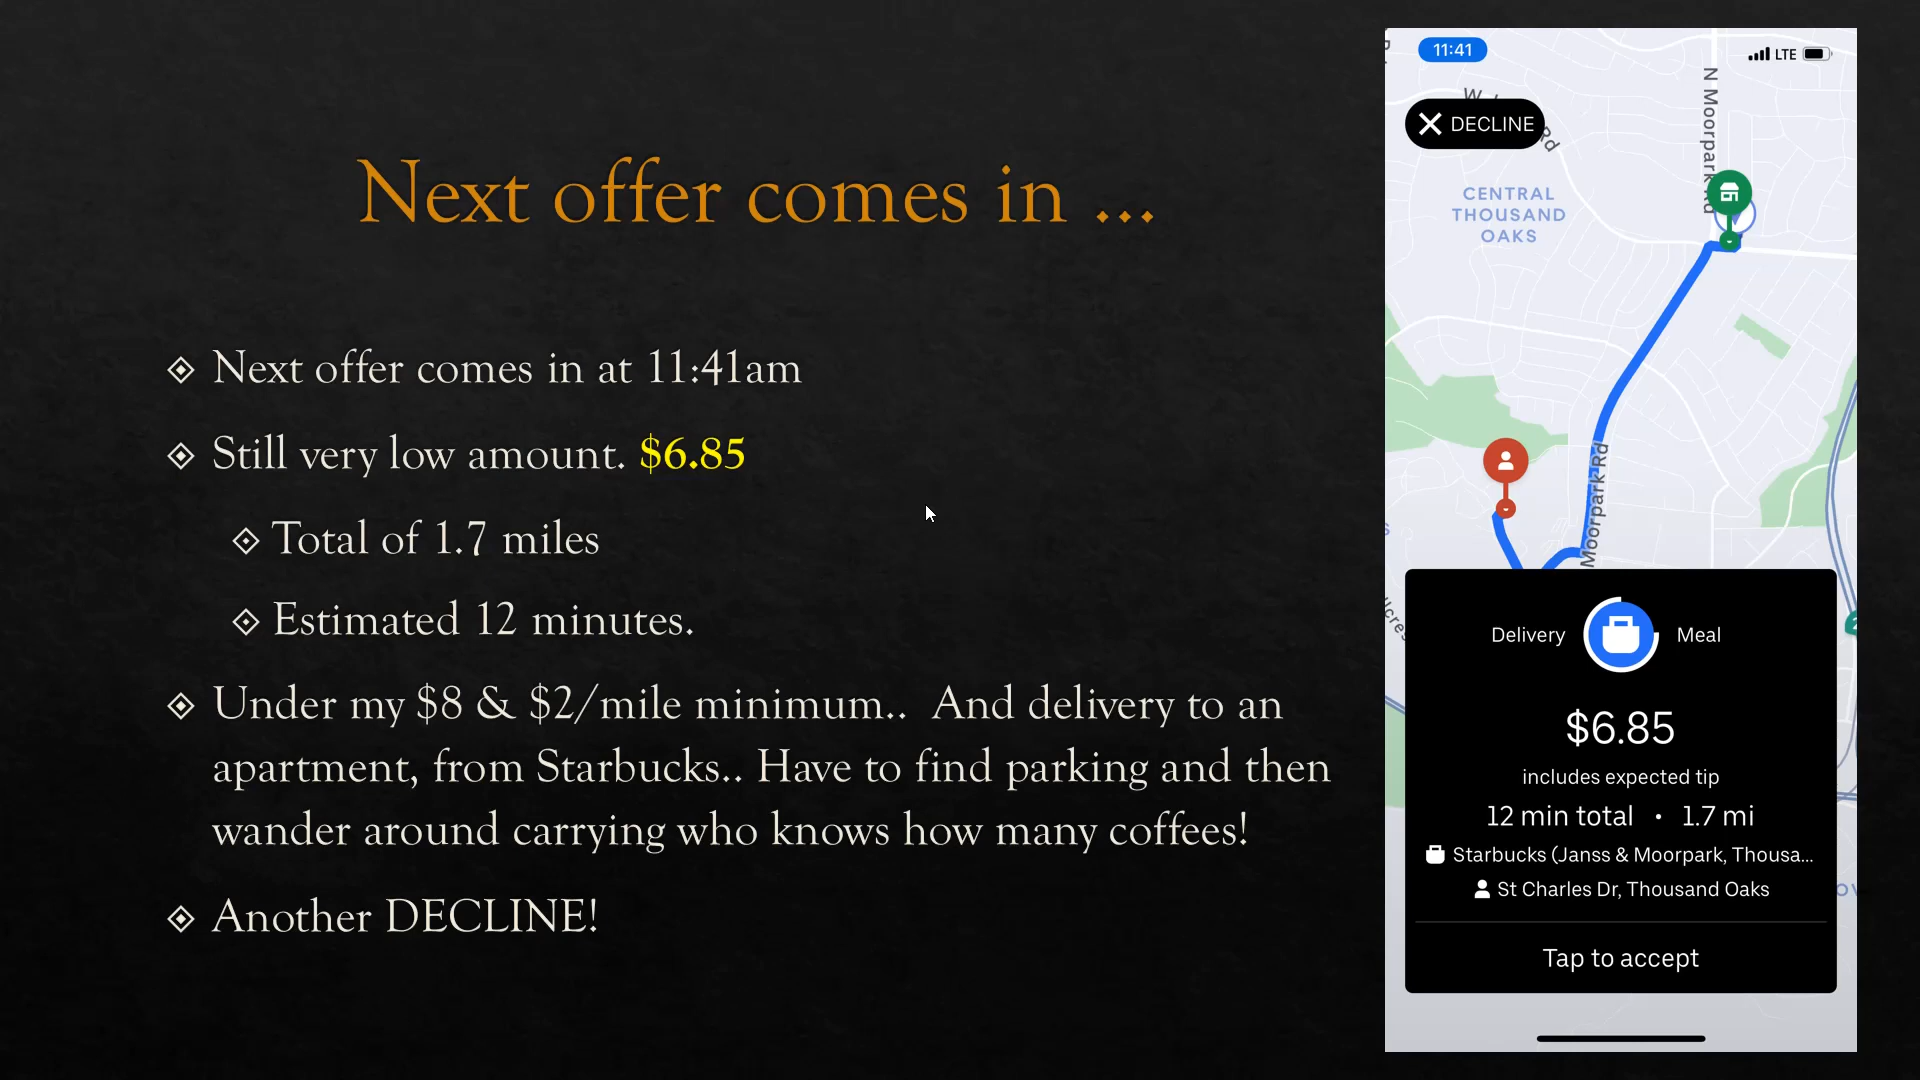 Next offer comes in ...
Next offer comes in at 11:41am
Still very low amount. $6.85
Total of 1.7 miles
Estimated 12 minutes.
Under my $8 & $2/mile minimum.. And delivery to an
apartment, from Starbucks.. Have to find parking and then
wander around carrying who knows how many coffees!
Another DECLINE!
11:41
LTE
DECLINE
Rd
N Moorpark Rd
CENTRAL
THOUSAND
OAKS
Moorpark Rd
Delivery
Meal
$6.85
includes expected tip
12 min total • 1.7 mi
Starbucks (Janss & Moorpark, Thousa...
St Charles Dr, Thousand Oaks
Tap to accept